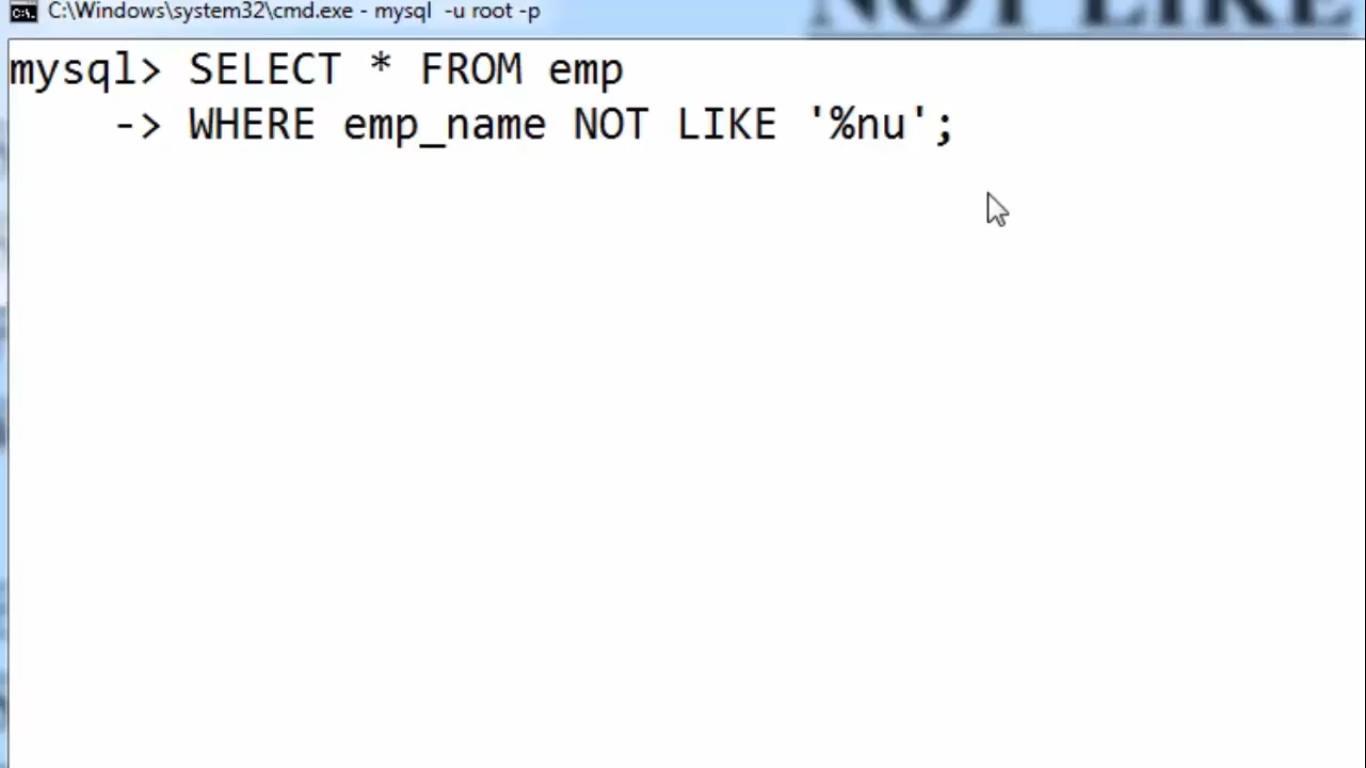 C:\Windows\system32\cmd.exe - mysql  -u root -p
NOT LIKE
mysql> SELECT * FROM emp
    -> WHERE emp_name NOT LIKE '%nu';